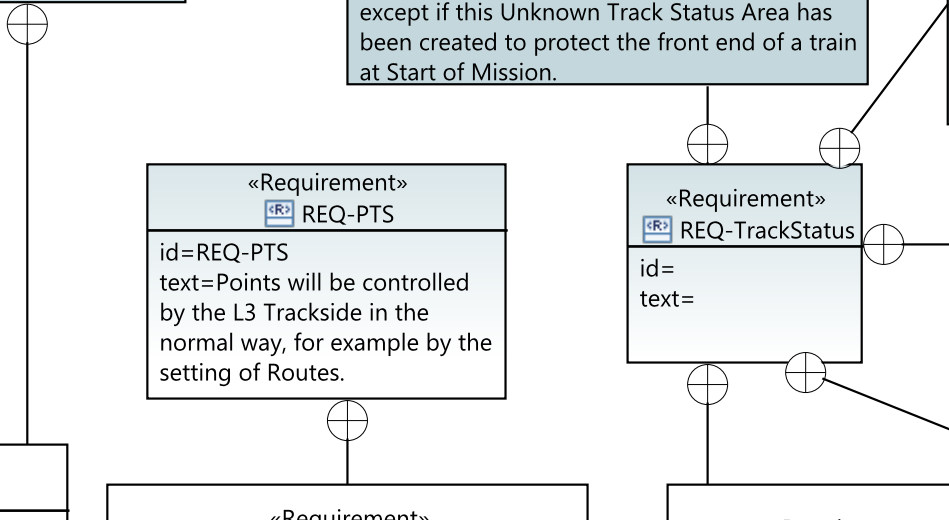 except if this Unknown Track Status Area has
been created to protect the front end of a train
at Start of Mission.
«Requirement»
<R> REQ-PTS
id=REQ-PTS
text=Points will be controlled
by the L3 Trackside in the
normal way, for example by the
setting of Routes.
«Requirement»
<R> REQ-TrackStatus
id=
text=
«Requirement»